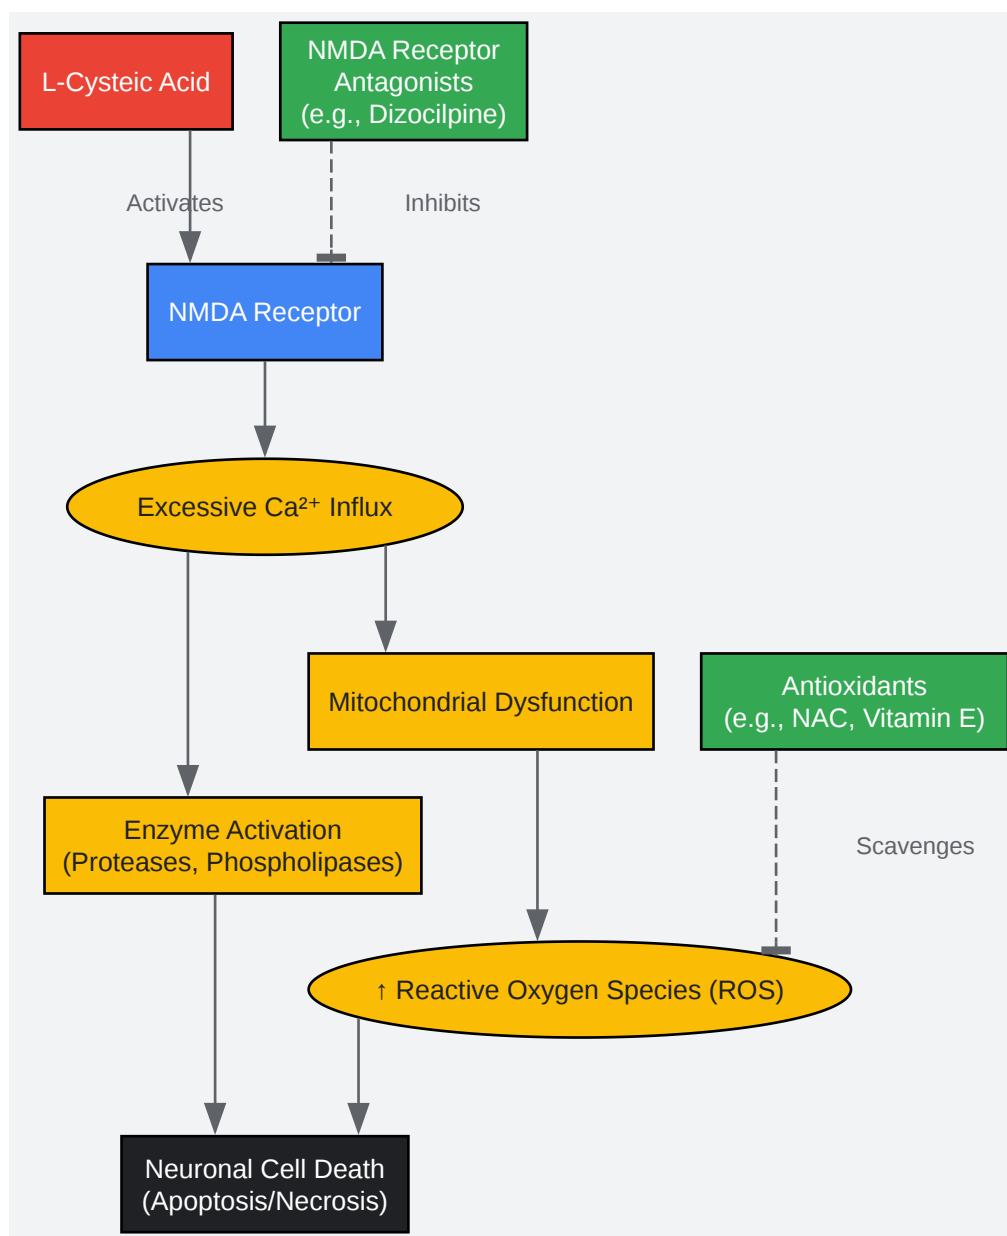 L-Cysteic Acid
NMDA Receptor
Antagonists
(e.g., Dizocilpine)
Activates
Inhibits
NMDA Receptor
Excessive Ca²⁺ Influx
Mitochondrial Dysfunction
Antioxidants
(e.g., NAC, Vitamin E)
Enzyme Activation
(Proteases, Phospholipases)
Scavenges
↑ Reactive Oxygen Species (ROS)
Neuronal Cell Death
(Apoptosis/Necrosis)